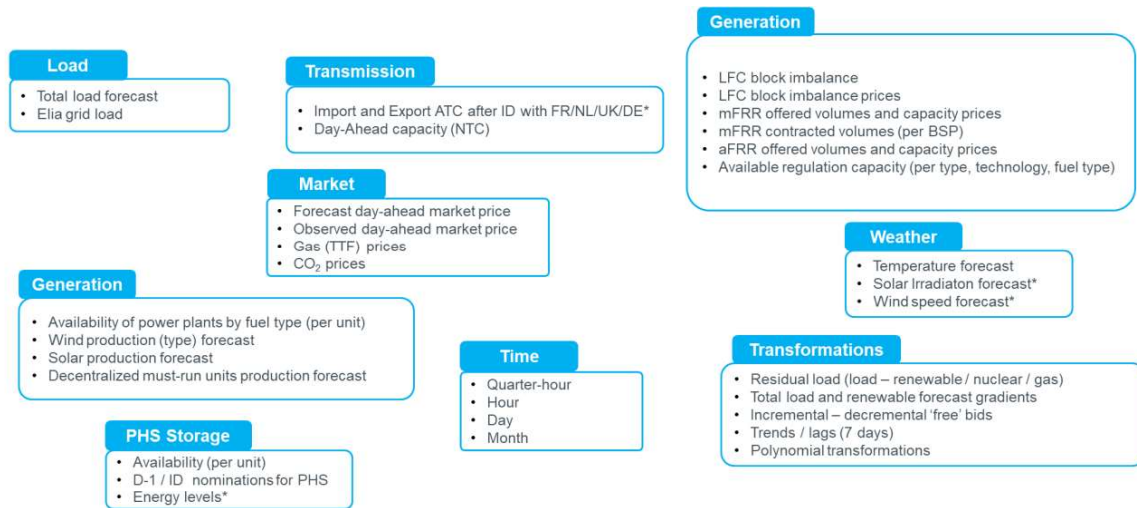 Load
• Total load forecast
• Elia grid load
Transmission
• Import and Export ATC after ID with FR/NL/UK/DE*
• Day-Ahead capacity (NTC)
Generation
• LFC block imbalance
• LFC block imbalance prices
• mFRR offered volumes and capacity prices
• mFRR contracted volumes (per BSP)
• aFRR offered volumes and capacity prices
• Available regulation capacity (per type, technology, fuel type)
Market
• Forecast day-ahead market price
• Observed day-ahead market price
• Gas (TTF) prices
• CO₂ prices
Weather
• Temperature forecast
• Solar Irradiaton forecast*
• Wind speed forecast*
Generation
• Availability of power plants by fuel type (per unit)
• Wind production (type) forecast
• Solar production forecast
• Decentralized must-run units production forecast
Time
• Quarter-hour
• Hour
• Day
• Month
Transformations
• Residual load (load – renewable / nuclear / gas)
• Total load and renewable forecast gradients
• Incremental – decremental ‘free’ bids
• Trends / lags (7 days)
• Polynomial transformations
PHS Storage
• Availability (per unit)
• D-1 / ID nominations for PHS
• Energy levels*